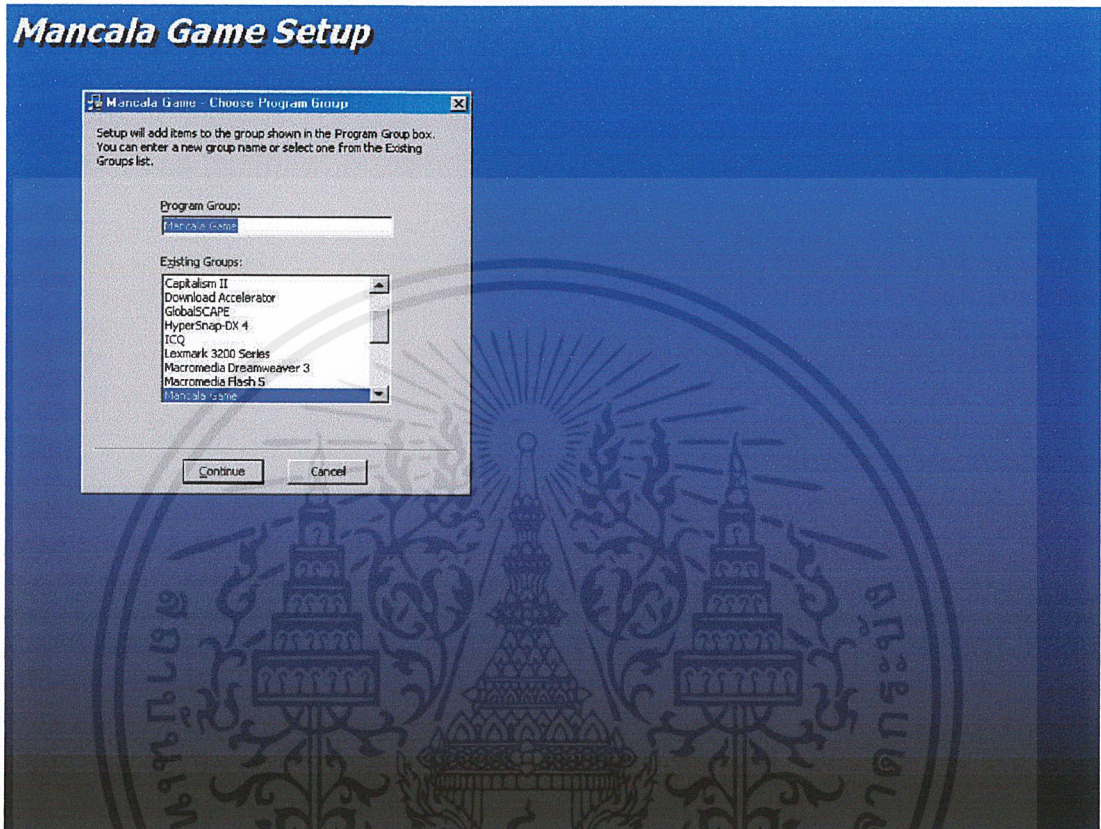 Mancala Game Setup
Mancala Game - Choose Program Group
Setup will add items to the group shown in the Program Group box.
You can enter a new group name or select one from the Existing
Groups list.
Program Group:
Mancala Game
Existing Groups:
Capitalism II
Download Accelerator
GlobalSCAPE
HyperSnap-DX 4
ICQ
Lexmark 3200 Series
Macromedia Dreamweaver 3
Macromedia Flash 5
Mancala Game
Continue
Cancel